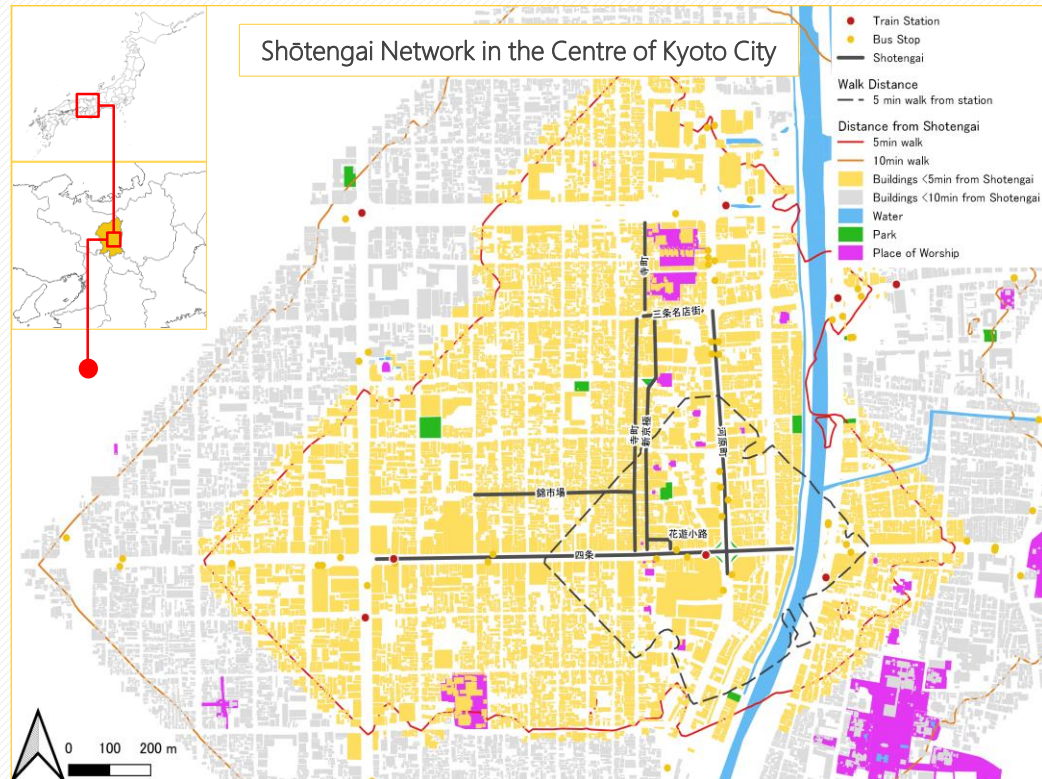 Shōtengai Network in the Centre of Kyoto City
Train Station
Bus Stop
Shotengai
Walk Distance
5 min walk from station
Distance from Shotengai
5min walk
10min walk
Buildings <5min from Shotengai
Buildings <10min from Shotengai
Water
Park
Place of Worship
寺町
三条名店街
寺町
新京極
河原町
錦市場
花遊小路
四条
0 100 200 m